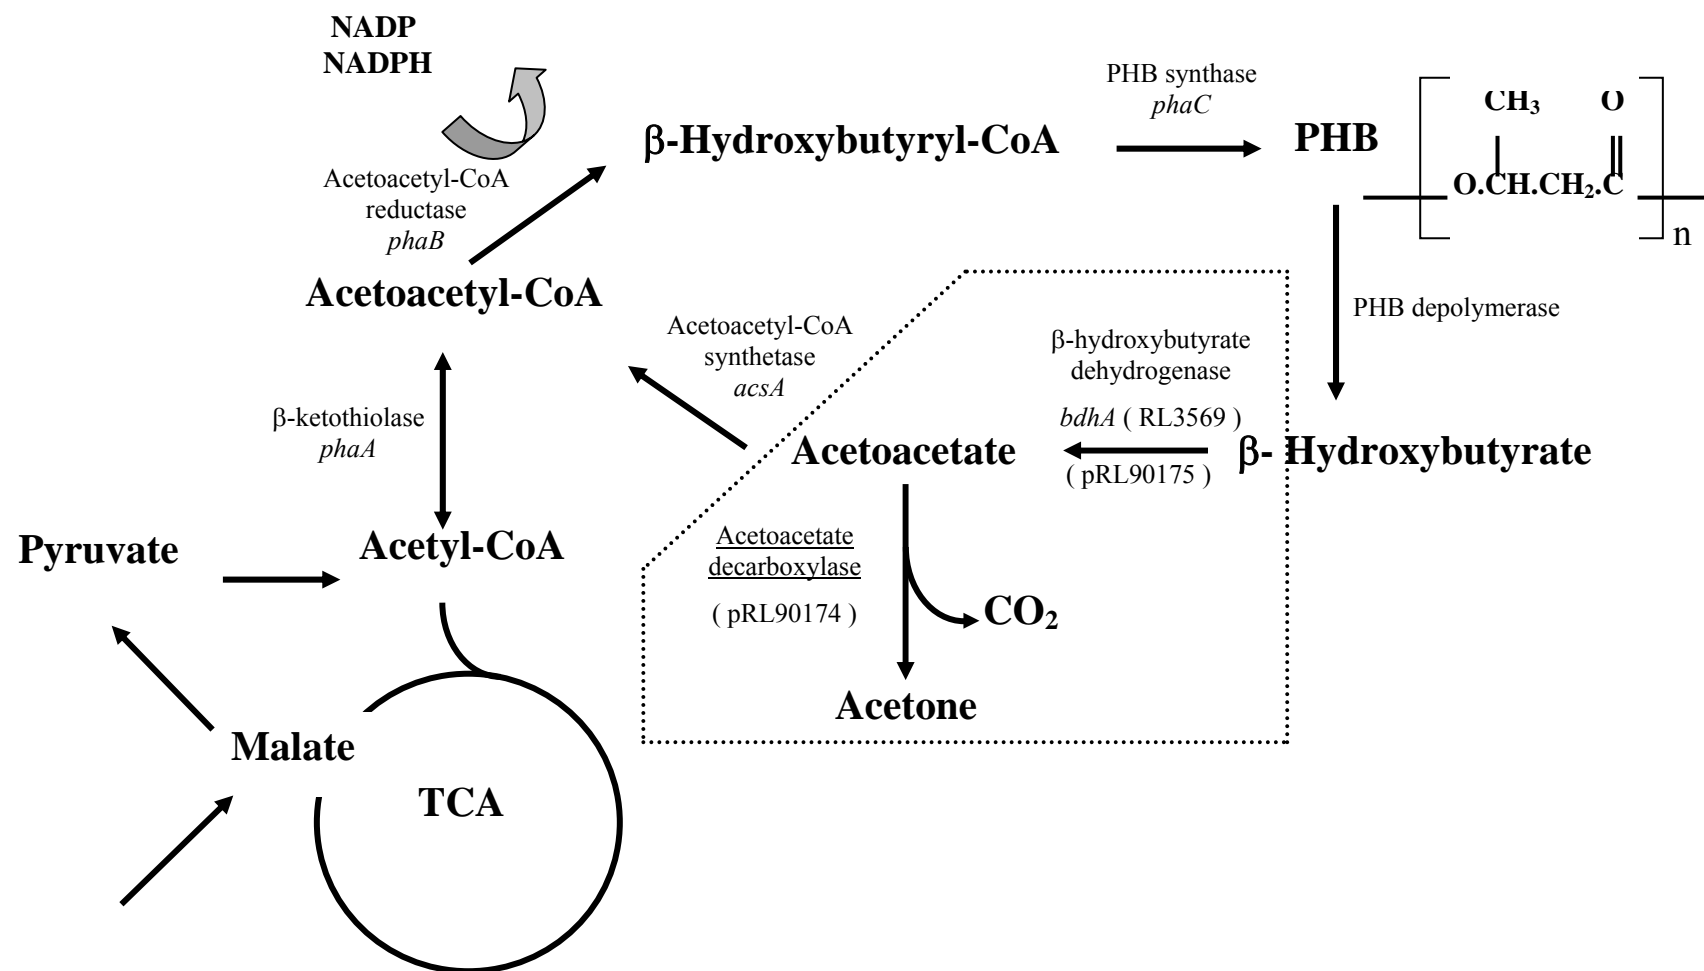 NADP
NADPH
PHB synthase
phaC
CH3 O
β-Hydroxybutyryl-CoA
PHB
O.CH.CH2.C
n
Acetoacetyl-CoA
reductase
phaB
Acetoacetyl-CoA
PHB depolymerase
Acetoacetyl-CoA
synthetase
acsA
β-hydroxybutyrate
dehydrogenase
bdhA ( RL3569 )
β-ketothiolase
phaA
Acetoacetate
β- Hydroxybutyrate
( pRL90175 )
Pyruvate
Acetyl-CoA
Acetoacetate
decarboxylase
( pRL90174 )
CO2
Acetone
Malate
TCA